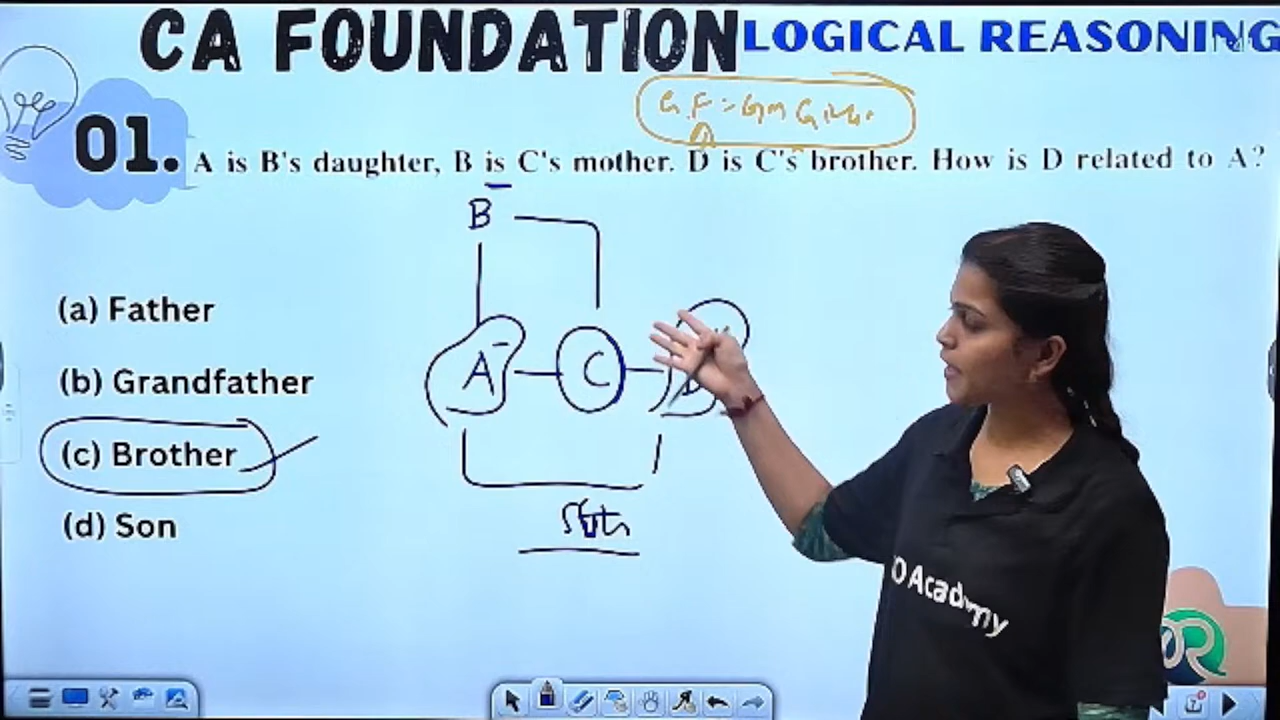 CA FOUNDATION LOGICAL REASONING
01. A is B's daughter, B is C's mother. D is C's brother. How is D related to A?
B
(a) Father
(b) Grandfather
A⁻ C D
(c) Brother
(d) Son
O Academy